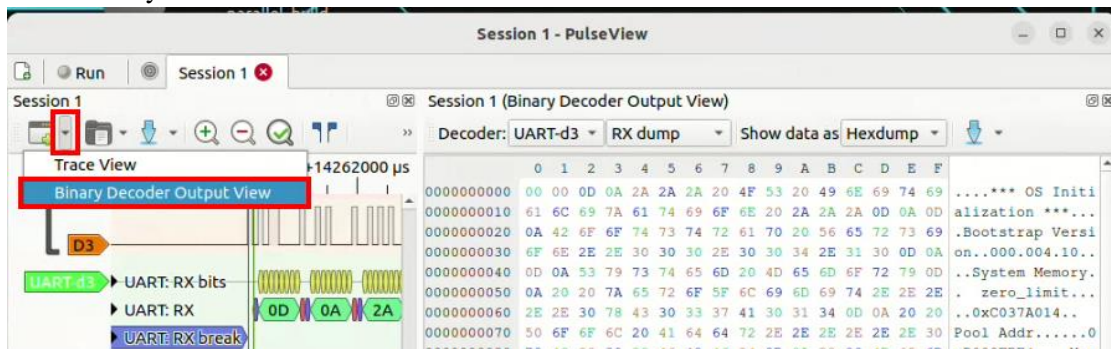 Session 1 - PulseView
Run Session 1
Session 1
Session 1 (Binary Decoder Output View)
Decoder: UART-d3 RX dump Show data as Hexdump
Trace View
+14262000 µs
Binary Decoder Output View
0 1 2 3 4 5 6 7 8 9 A B C D E F
0000000000 00 00 0D 0A 2A 2A 2A 20 4F 53 20 49 6E 69 74 69 ....*** OS Initi
0000000010 61 6C 69 7A 61 74 69 6F 6E 20 2A 2A 2A 0D 0A 0D alization ***...
0000000020 0A 42 6F 6F 74 73 74 72 61 70 20 56 65 72 73 69 .Bootstrap Versi
0000000030 6F 6E 2E 2E 30 30 30 2E 30 30 34 2E 31 30 0D 0A on..000.004.10..
0000000040 0D 0A 53 79 73 74 65 6D 20 4D 65 6D 6F 72 79 0D ..System Memory.
0000000050 0A 20 20 7A 65 72 6F 5F 6C 69 6D 69 74 2E 2E 2E . zero_limit...
0000000060 2E 2E 30 78 43 30 33 37 41 30 31 34 0D 0A 20 20 ..0xC037A014..
0000000070 50 6F 6F 6C 20 41 64 64 72 2E 2E 2E 2E 2E 2E 30 Pool Addr......0
D3
UART-d3 UART: RX bits
UART: RX 0D 0A 2A
UART: RX break